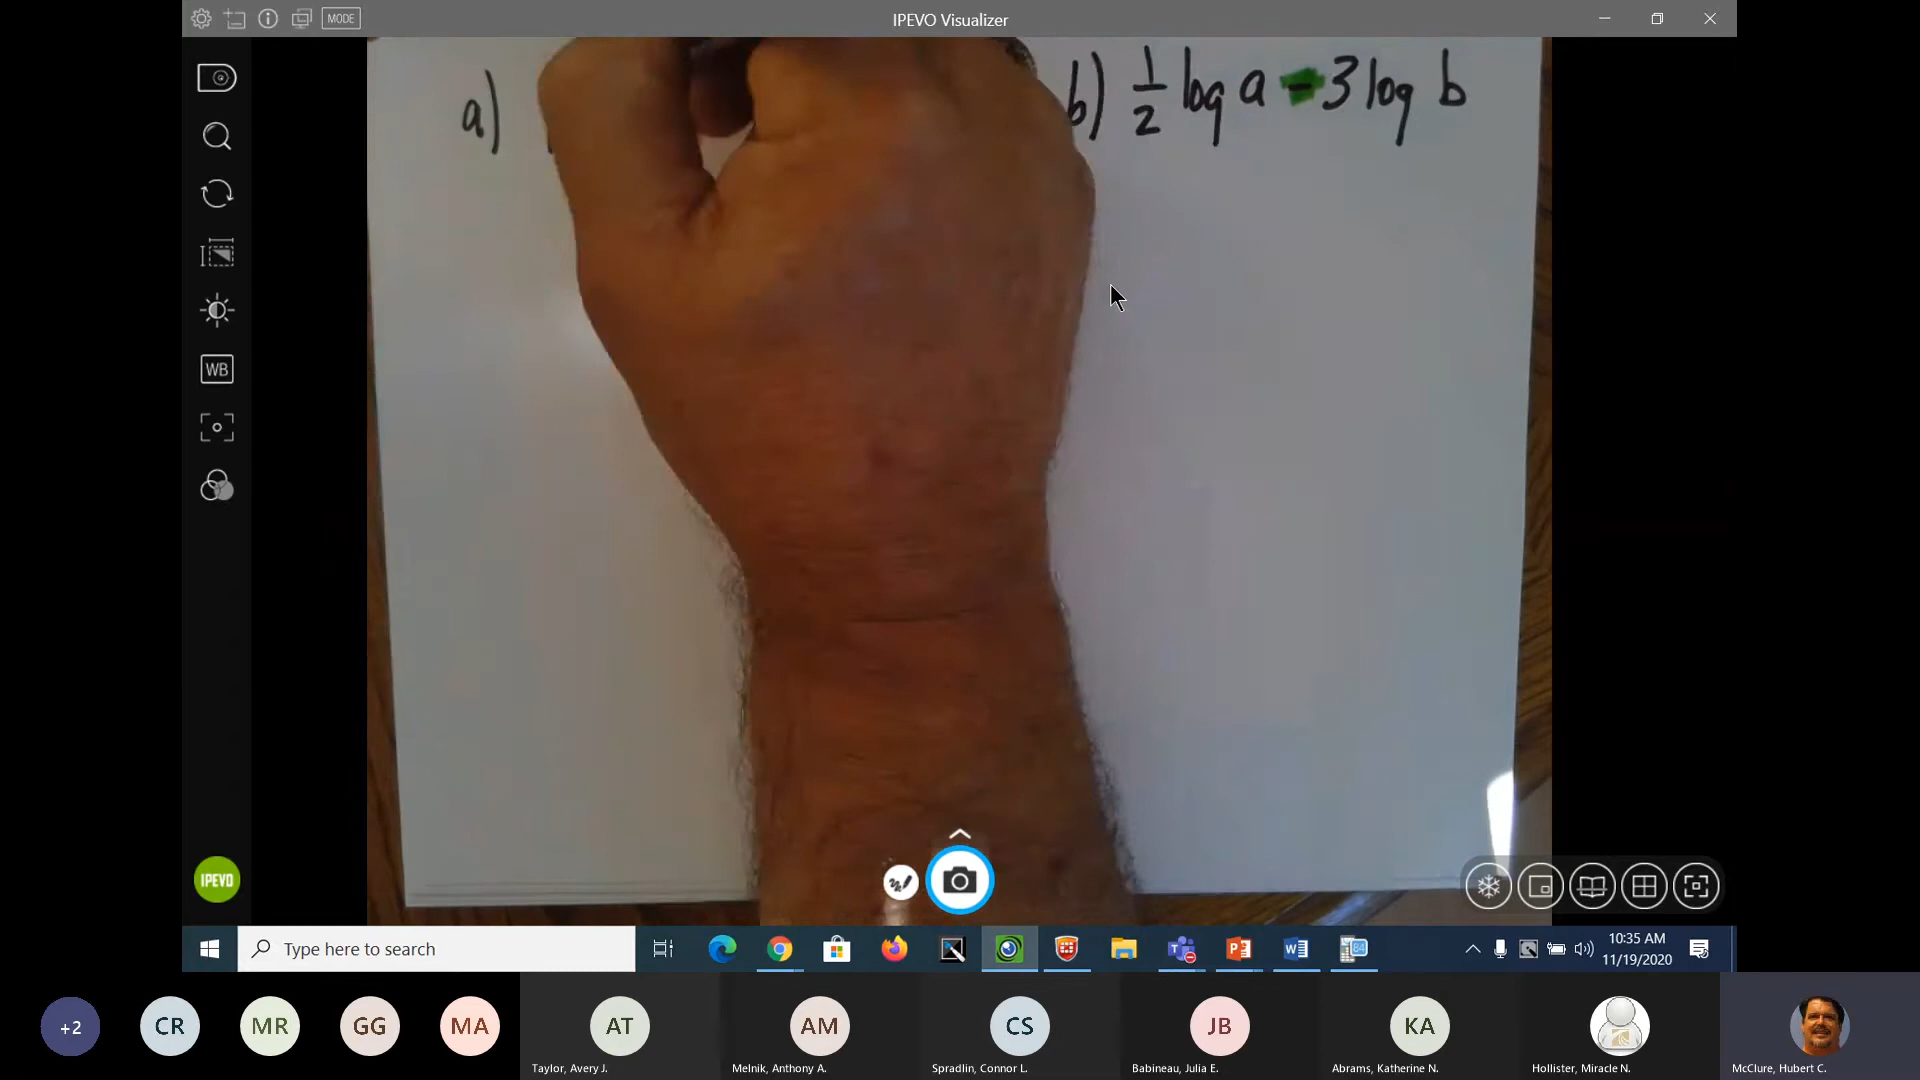 MODE
IPEVO Visualizer
a)
b) 1/2 log a - 3 log b
WB
IPEVO
Type here to search
10:35 AM
11/19/2020
+2
CR
MR
GG
MA
AT
AM
CS
JB
KA
Taylor, Avery J.
Melnik, Anthony A.
Spradlin, Connor L.
Babineau, Julia E.
Abrams, Katherine N.
Hollister, Miracle N.
McClure, Hubert C.